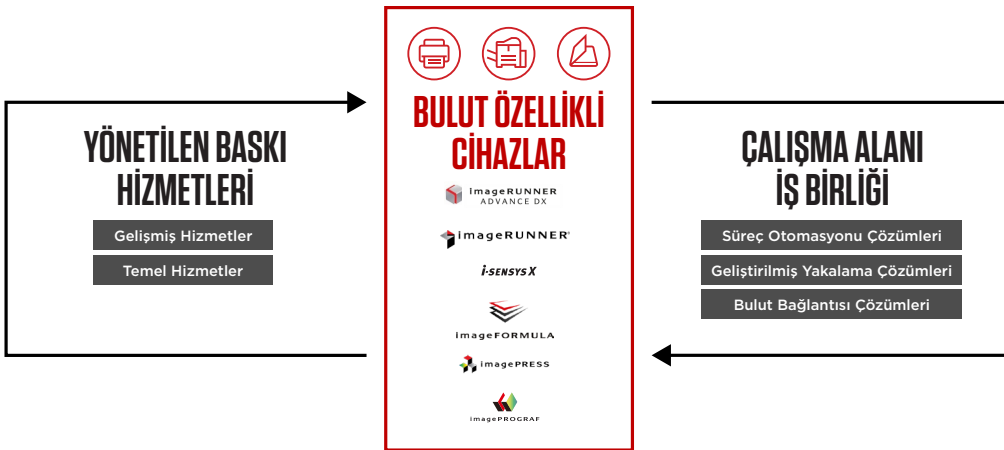 YÖNETİLEN BASKI
HİZMETLERİ
Gelişmiş Hizmetler
Temel Hizmetler
BULUT ÖZELLİKLİ
CİHAZLAR
imageRUNNER
ADVANCE DX
imageRUNNER
i-SENSYS X
imageFORMULA
imagePRESS
imagePROGRAF
ÇALIŞMA ALANI
İŞ BİRLİĞİ
Süreç Otomasyonu Çözümleri
Geliştirilmiş Yakalama Çözümleri
Bulut Bağlantısı Çözümleri